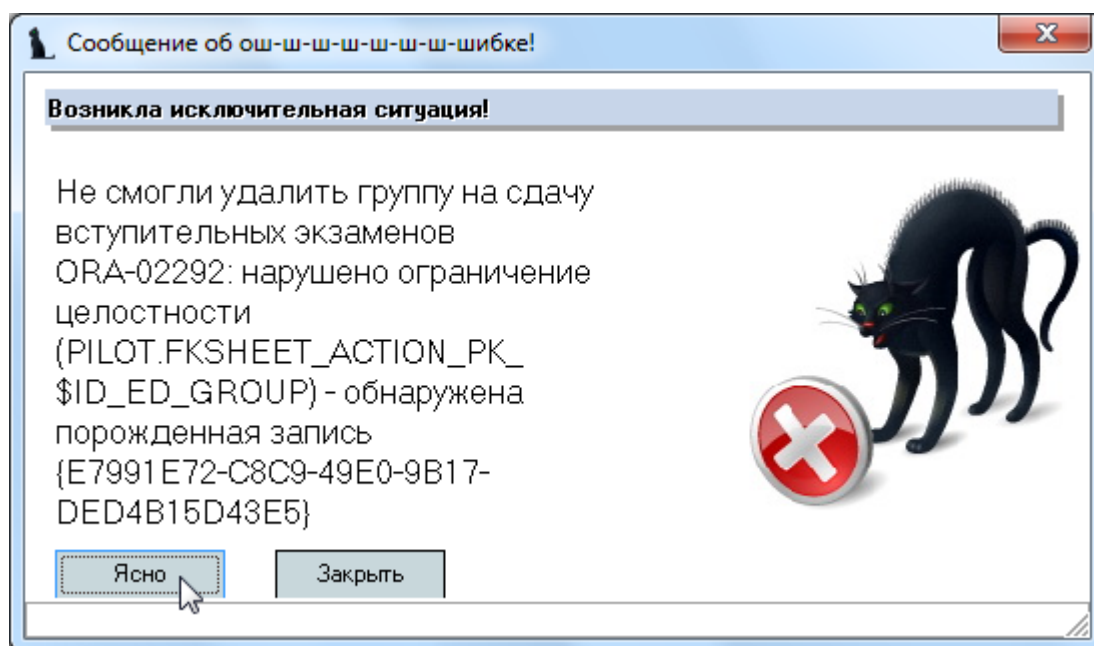 Сообщение об ош-ш-ш-ш-ш-ш-ш-шибке!
Возникла исключительная ситуация!
Не смогли удалить группу на сдачу
вступительных экзаменов
ORA-02292: нарушено ограничение
целостности
(PILOT.FKSHEET_ACTION_PK_
$ID_ED_GROUP) - обнаружена
порожденная запись
{E7991E72-C8C9-49E0-9B17-
DED4B15D43E5}
Ясно
Закрыть